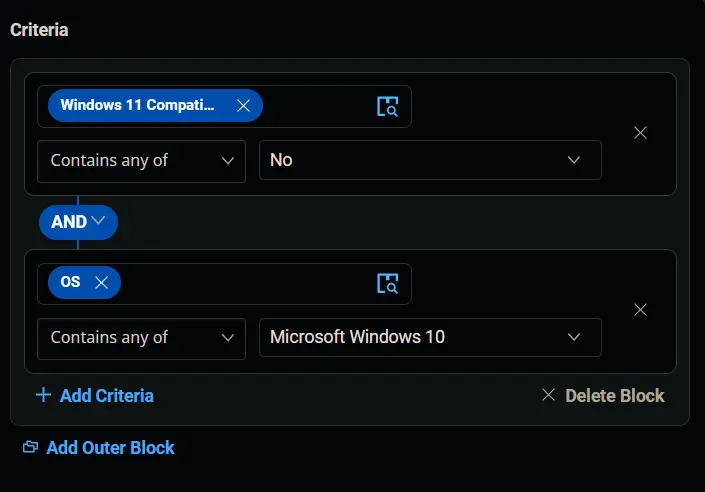 Criteria
Windows 11 Compati...
Contains any of
No
AND
OS
Contains any of
Microsoft Windows 10
Add Criteria
Delete Block
Add Outer Block